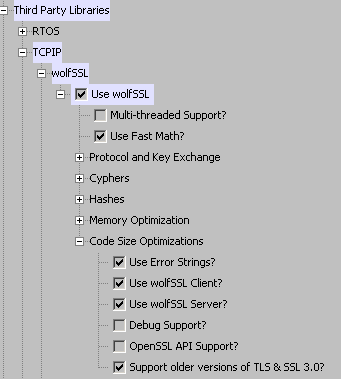 Third Party Libraries
RTOS
TCPIP
wolfSSL
Use wolfSSL
Multi-threaded Support?
Use Fast Math?
Protocol and Key Exchange
Cyphers
Hashes
Memory Optimization
Code Size Optimizations
Use Error Strings?
Use wolfSSL Client?
Use wolfSSL Server?
Debug Support?
OpenSSL API Support?
Support older versions of TLS & SSL 3.0?